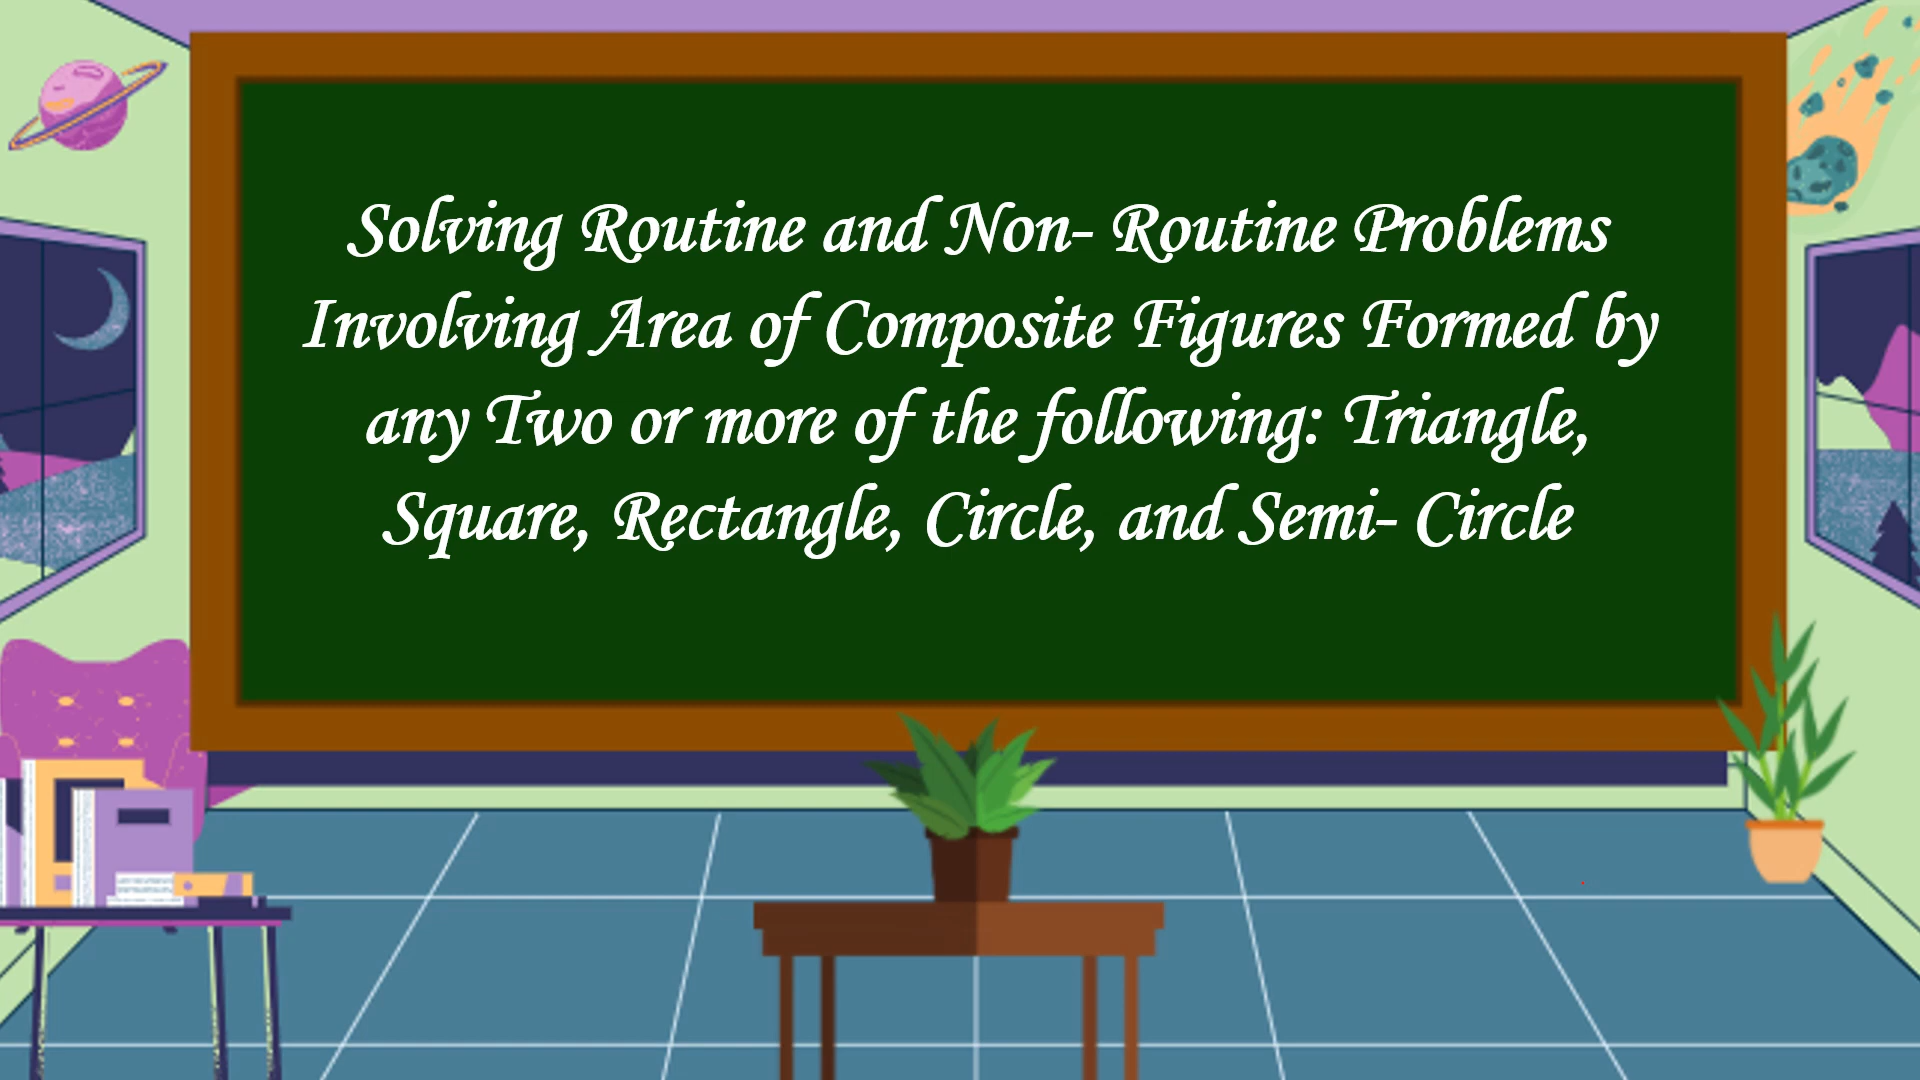 Solving Routine and Non- Routine Problems
Involving Area of Composite Figures Formed by
any Two or more of the following: Triangle,
Square, Rectangle, Circle, and Semi- Circle